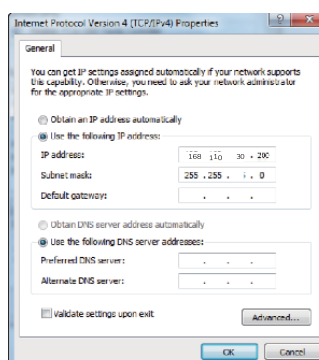 Internet Protocol Version 4 (TCP/IPv4) Properties
General
You can get IP settings assigned automatically if your network supports
this capability. Otherwise, you need to ask your network administrator
for the appropriate IP settings.
Obtain an IP address automatically
Use the following IP address:
IP address: 168 110 30 . 200
Subnet mask: 255 . 255 . . 0
Default gateway: . . .
Obtain DNS server address automatically
Use the following DNS server addresses:
Preferred DNS server: . . .
Alternate DNS server: . . .
Validate settings upon exit
Advanced...
OK Cancel